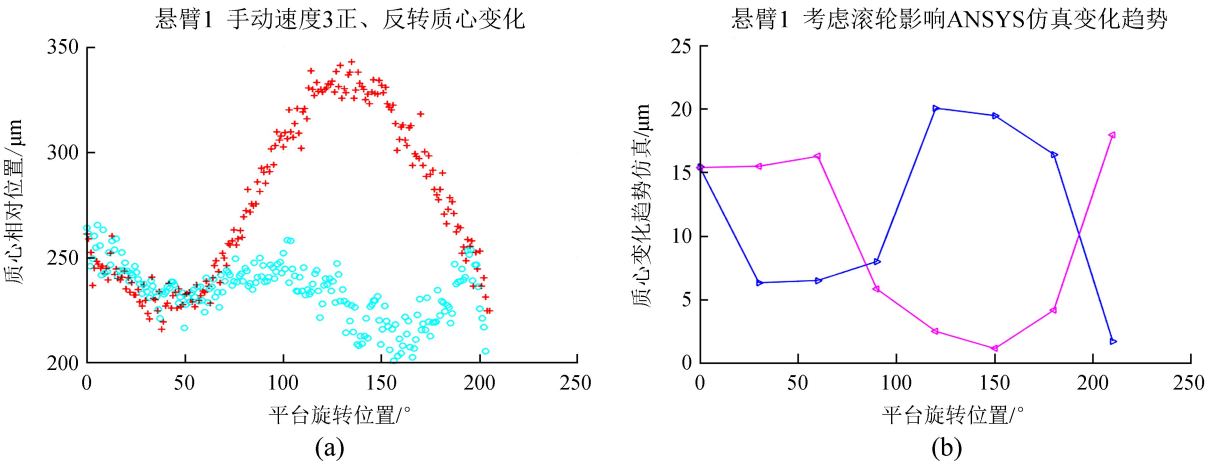 悬臂1 手动速度3正、反转质心变化
350
300
250
200
质心相对位置/μm
0 50 100 150 200 250
平台旋转位置/°
(a)
悬臂1 考虑滚轮影响ANSYS仿真变化趋势
25
20
15
10
5
0
质心变化趋势仿真/μm
0 50 100 150 200 250
平台旋转位置/°
(b)